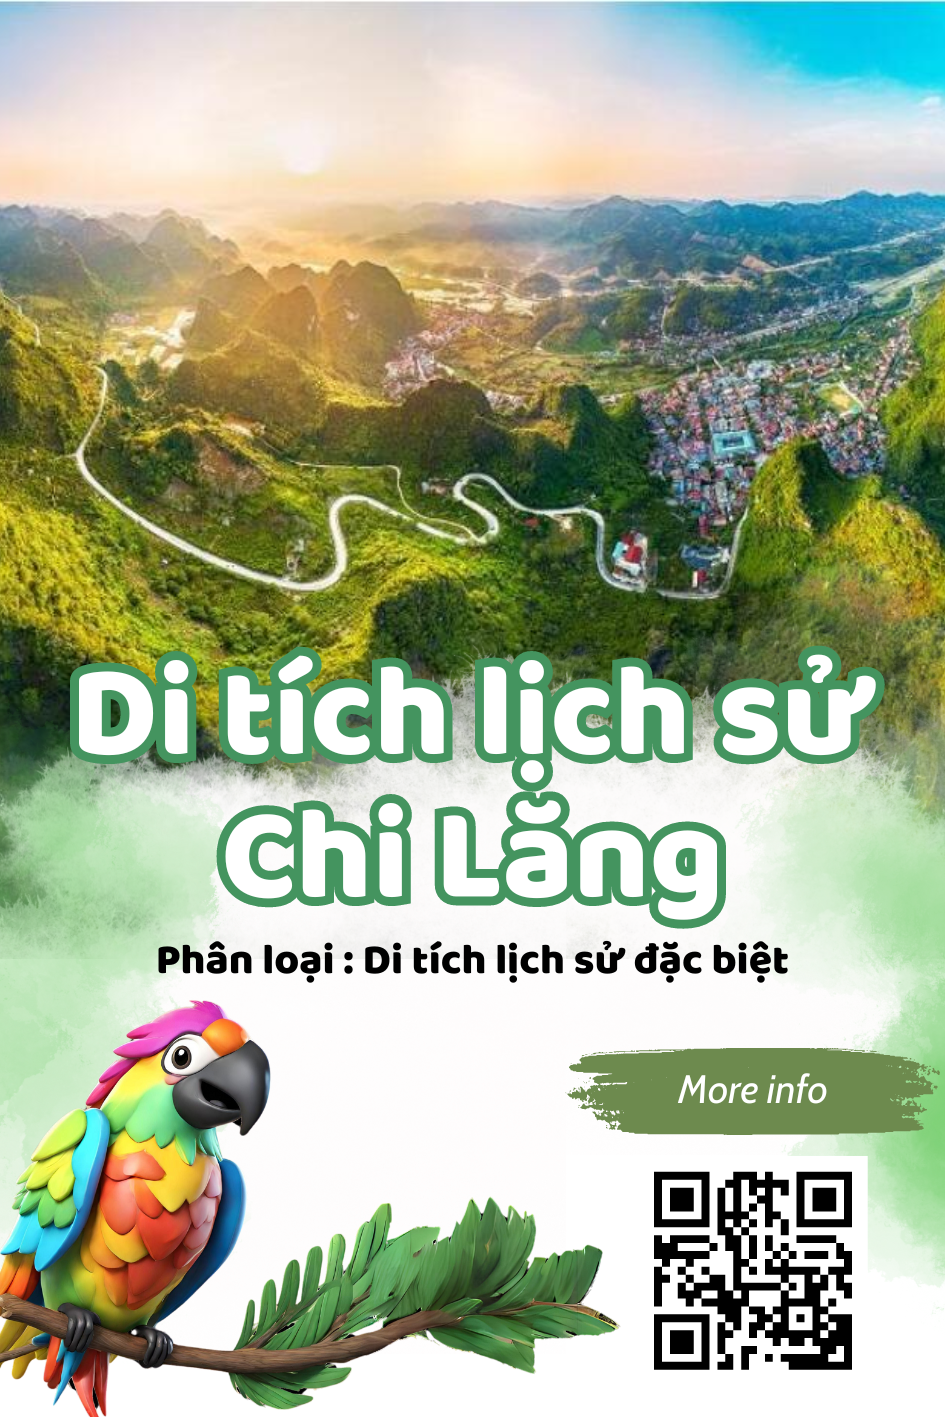 Di tích lịch sử
Chi Lăng
Phân loại : Di tích lịch sử đặc biệt
More info